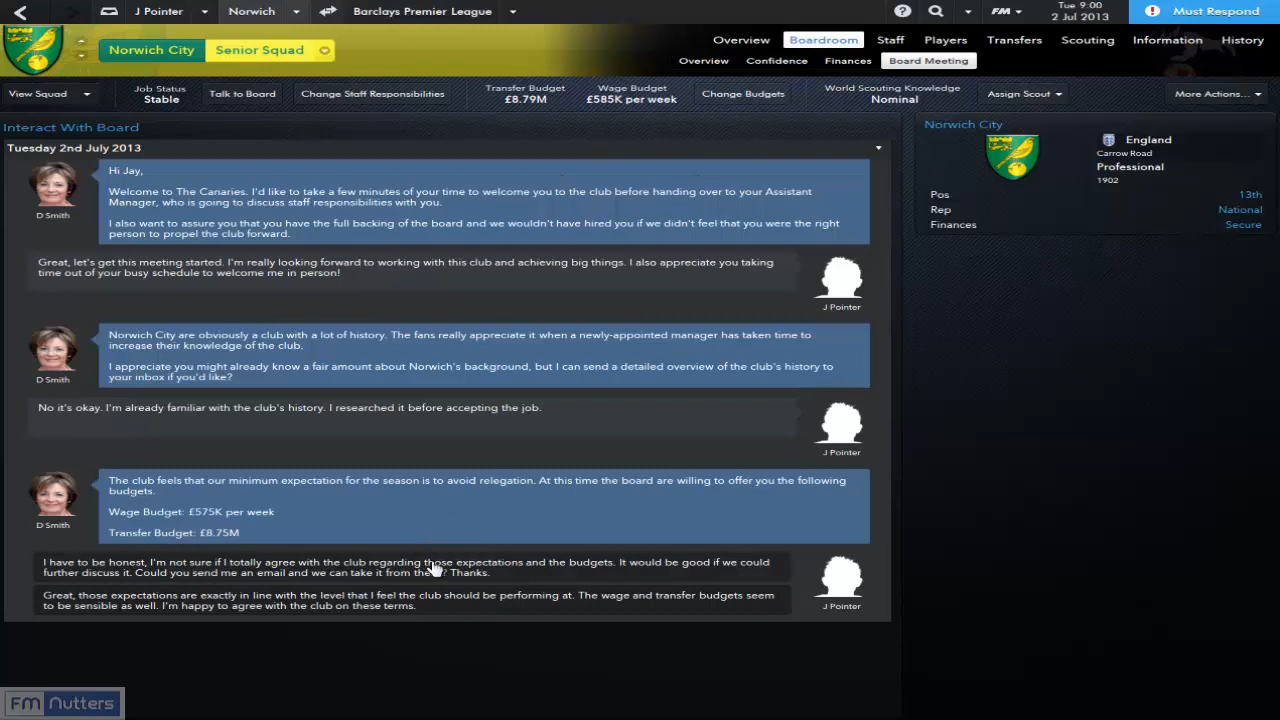 J Pointer
Norwich
Barclays Premier League
FM
Tue 9:00
2 Jul 2013
Must Respond
Norwich City
Senior Squad
Overview
Boardroom
Staff
Players
Transfers
Scouting
Information
History
Overview
Confidence
Finances
Board Meeting
View Squad
Job Status
Stable
Talk to Board
Change Staff Responsibilities
Transfer Budget
£8.79M
Wage Budget
£585K per week
Change Budgets
World Scouting Knowledge
Nominal
Assign Scout
More Actions...
Interact With Board
Tuesday 2nd July 2013
Hi Jay,
Welcome to The Canaries. I'd like to take a few minutes of your time to welcome you to the club before handing over to your Assistant
Manager, who is going to discuss staff responsibilities with you.
I also want to assure you that you have the full backing of the board and we wouldn't have hired you if we didn't feel that you were the right
person to propel the club forward.
D Smith
Great, let's get this meeting started. I'm really looking forward to working with this club and achieving big things. I also appreciate you taking
time out of your busy schedule to welcome me in person!
J Pointer
Norwich City are obviously a club with a lot of history. The fans really appreciate it when a newly-appointed manager has taken time to
increase their knowledge of the club.
I appreciate you might already know a fair amount about Norwich's background, but I can send a detailed overview of the club's history to
your inbox if you'd like?
D Smith
No it's okay. I'm already familiar with the club's history. I researched it before accepting the job.
J Pointer
The club feels that our minimum expectation for the season is to avoid relegation. At this time the board are willing to offer you the following
budgets.
Wage Budget: £575K per week
Transfer Budget: £8.75M
D Smith
I have to be honest, I'm not sure if I totally agree with the club regarding those expectations and the budgets. It would be good if we could
further discuss it. Could you send me an email and we can take it from there? Thanks.
Great, those expectations are exactly in line with the level that I feel the club should be performing at. The wage and transfer budgets seem
to be sensible as well. I'm happy to agree with the club on these terms.
J Pointer
Norwich City
England
Carrow Road
Professional
1902
Pos 13th
Rep National
Finances Secure
FM Nutters